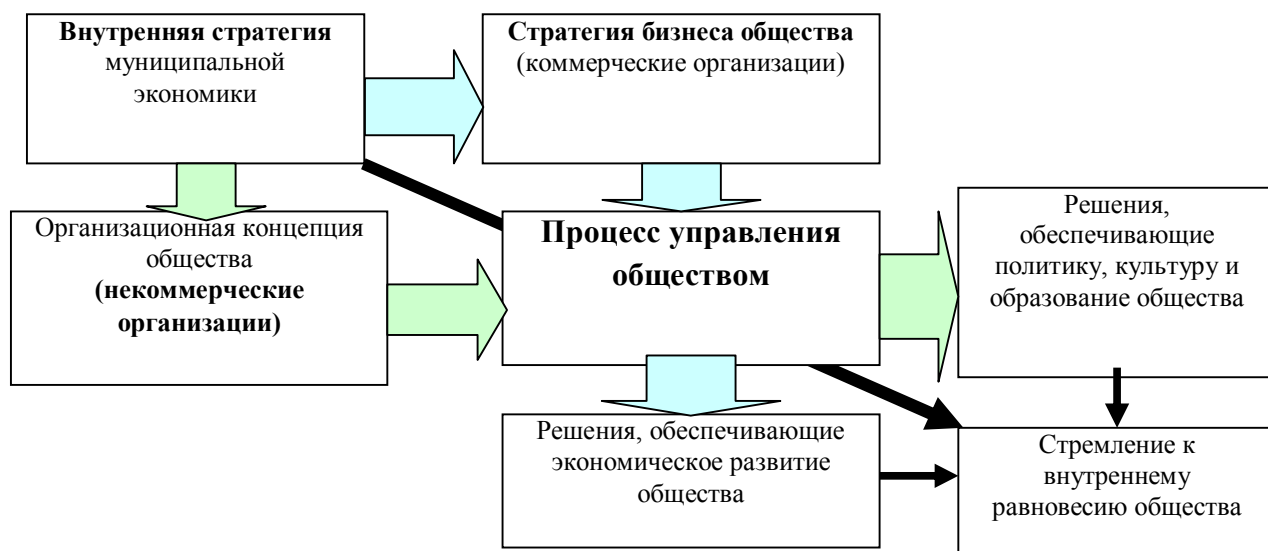 Внутренняя стратегия
муниципальной
экономики
Стратегия бизнеса общества
(коммерческие организации)
Организационная концепция
общества
(некоммерческие
организации)
Процесс управления
обществом
Решения,
обеспечивающие
политику, культуру и
образование общества
Решения, обеспечивающие
экономическое развитие
общества
Стремление к
внутреннему
равновесию общества